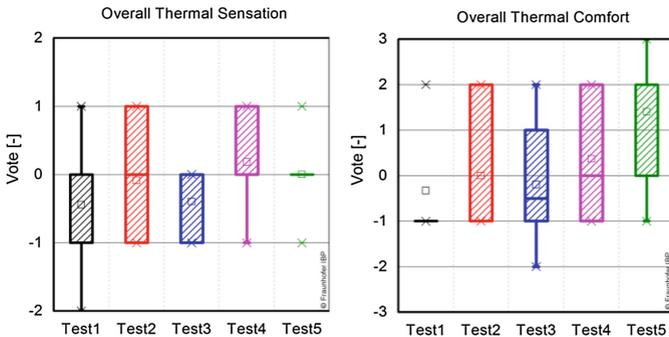 Overall Thermal Sensation
Vote [-]
2
1
0
-1
-2
Test1 Test2 Test3 Test4 Test5
© Fraunhofer IBP
Overall Thermal Comfort
Vote [-]
3
2
1
0
-1
-2
-3
Test1 Test2 Test3 Test4 Test5
© Fraunhofer IBP